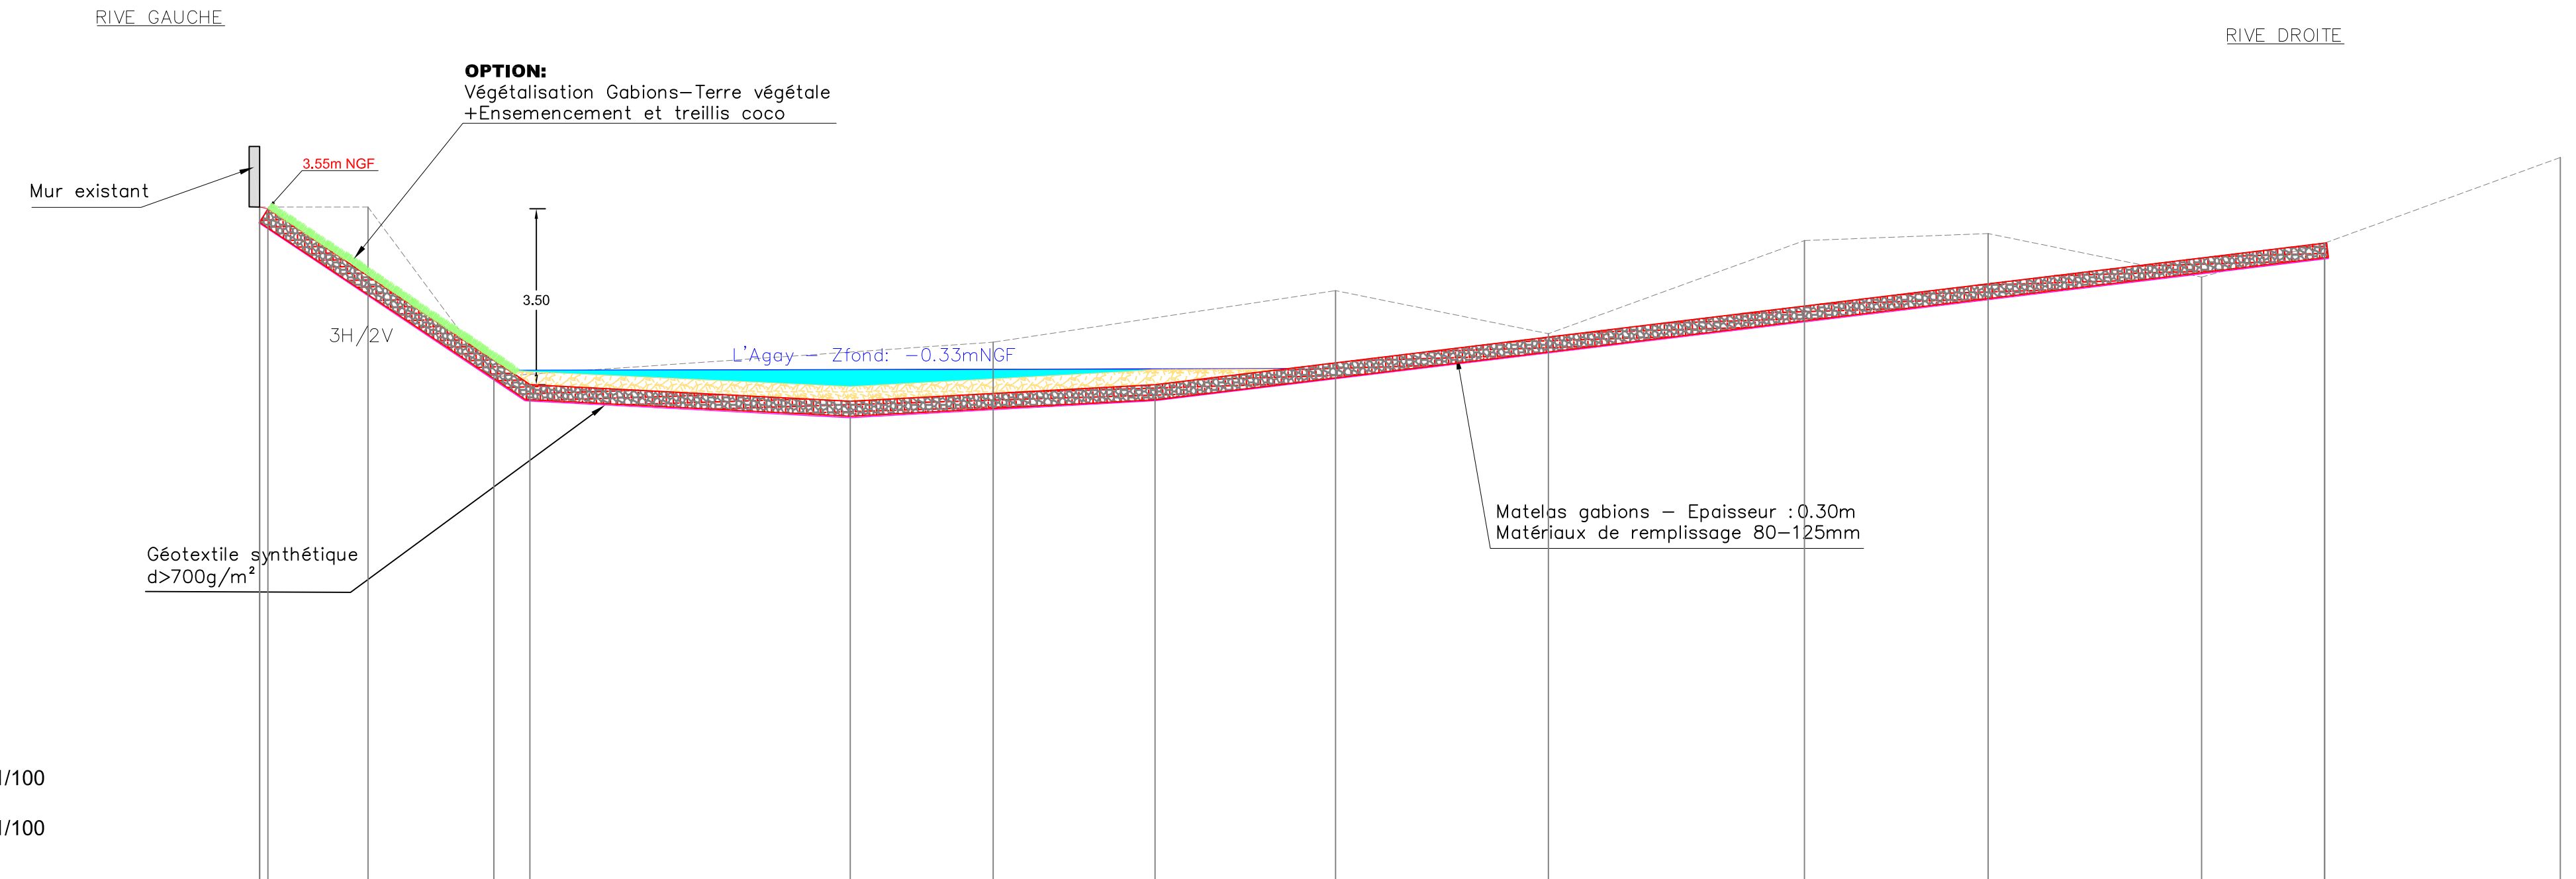 RIVE GAUCHE
RIVE DROITE
OPTION:
Végétalisation Gabions-Terre végétale
+Ensemencement et treillis coco
3.55m NGF
Mur existant
3.50
3H/2V
L'Agay - Zfond: -0.33mNGF
Matelas gabions - Epaisseur :0.30m
Matériaux de remplissage 80-125mm
Géotextile synthétique
d>700g/m²
1/100
1/100